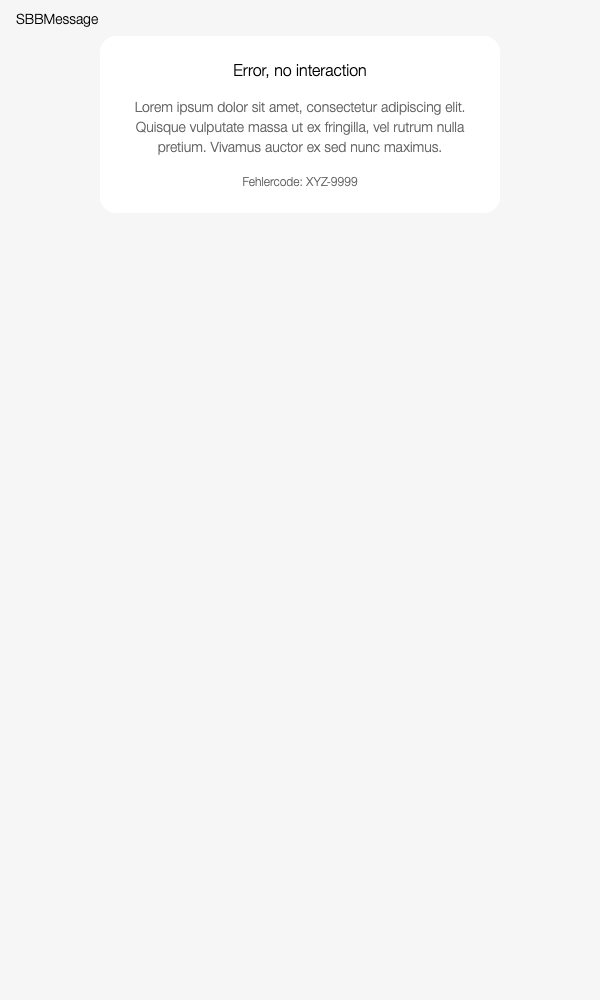 SBBMessage
Error, no interaction
Lorem ipsum dolor sit amet, consectetur adipiscing elit.
Quisque vulputate massa ut ex fringilla, vel rutrum nulla
pretium. Vivamus auctor ex sed nunc maximus.
Fehlercode: XYZ-9999